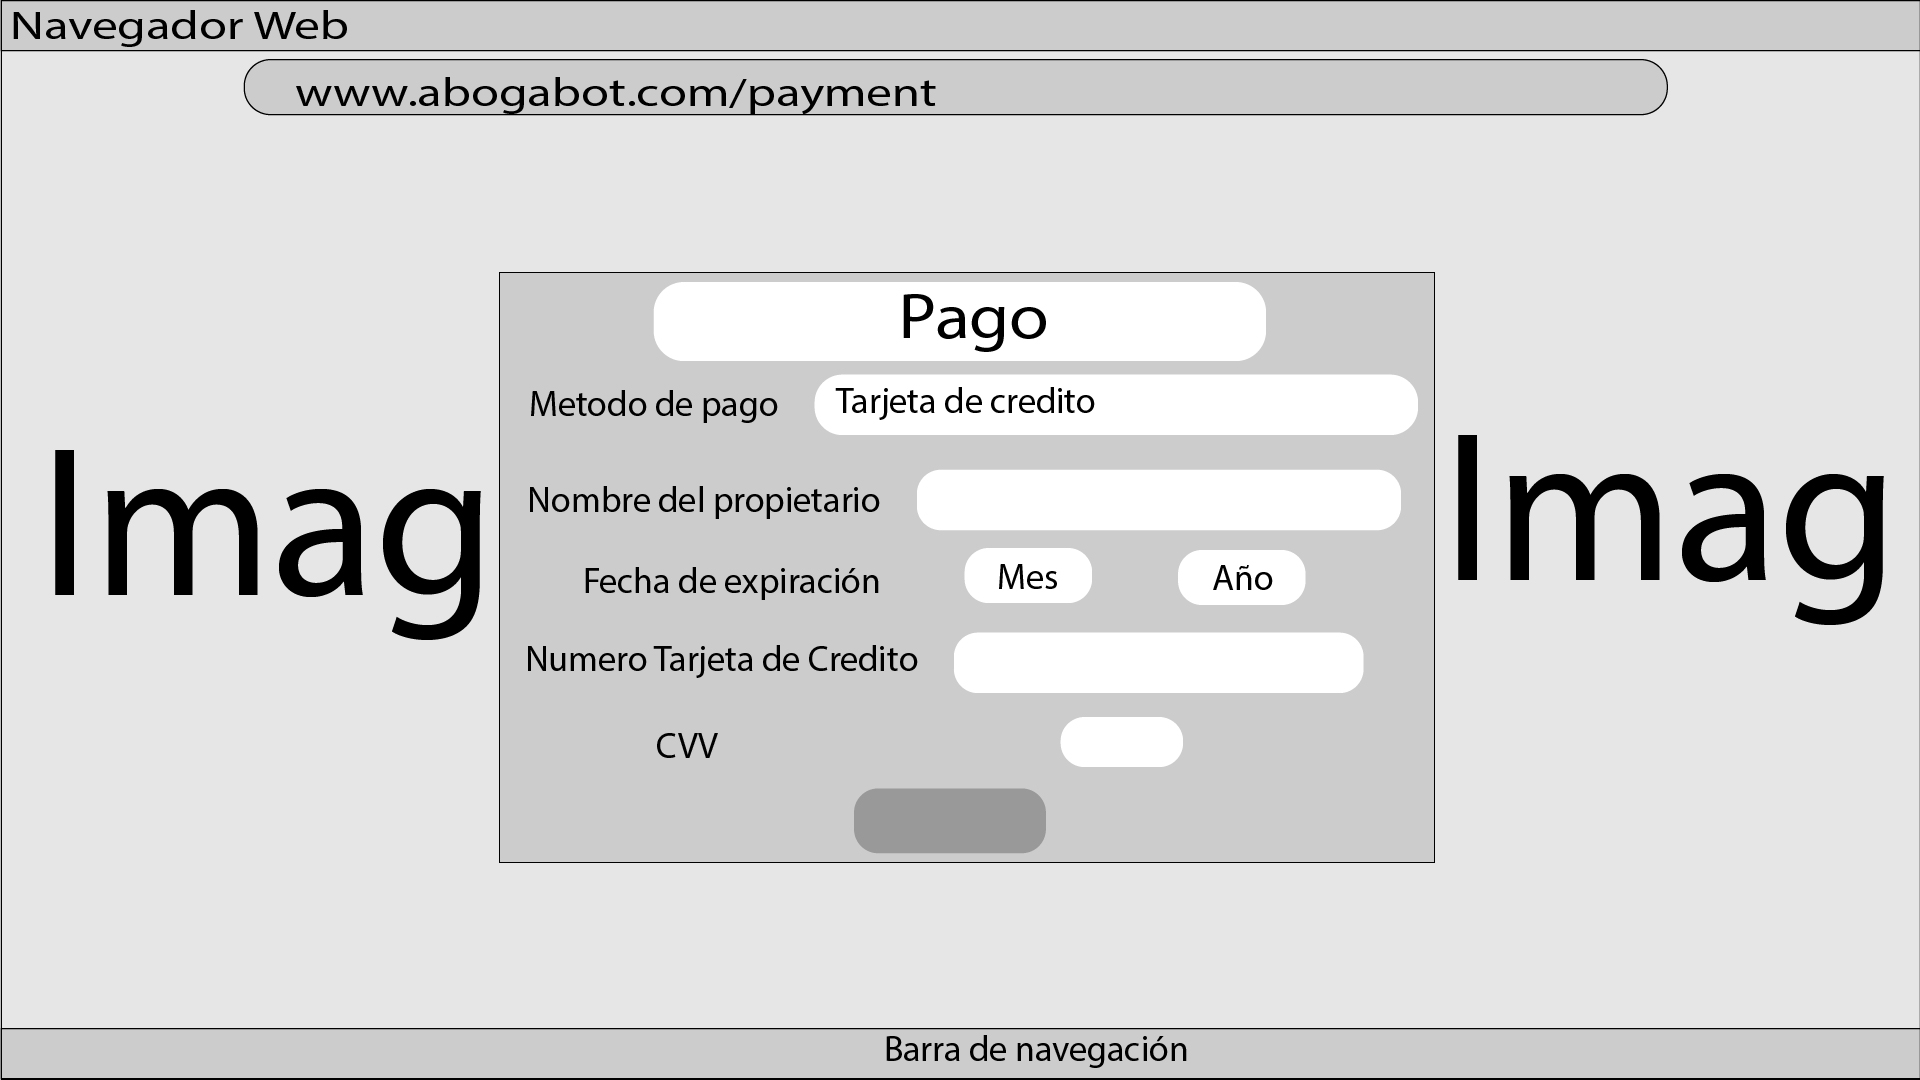 Navegador Web
www.abogabot.com/payment
Pago
Metodo de pago Tarjeta de credito
Imag
Imag
Nombre del propietario
Fecha de expiración Mes Año
Numero Tarjeta de Credito
CVV
Barra de navegación